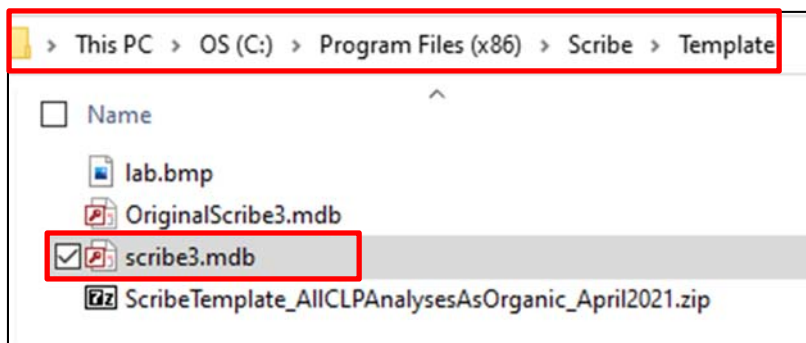 This PC > OS (C:) > Program Files (x86) > Scribe > Template
Name
lab.bmp
OriginalScribe3.mdb
scribe3.mdb
ScribeTemplate_AllCLPAnalysesAsOrganic_April2021.zip